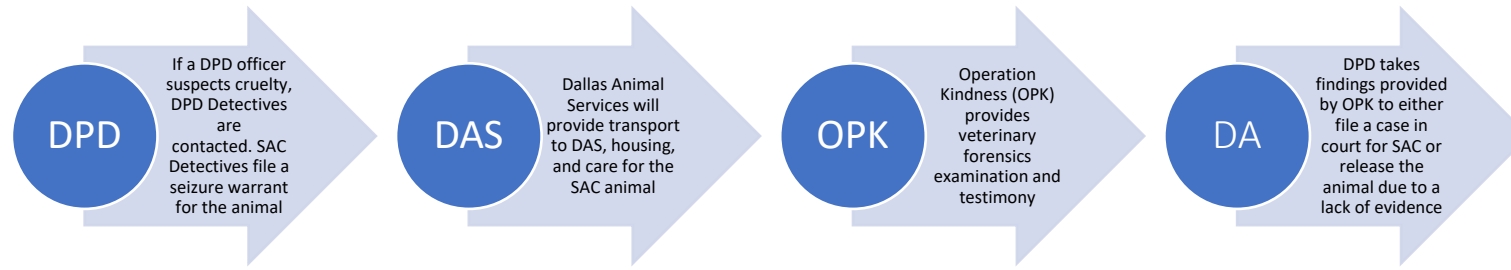 DPD
If a DPD officer
suspects cruelty,
DPD Detectives
are
contacted. SAC
Detectives file a
seizure warrant
for the animal
DAS
Dallas Animal
Services will
provide transport
to DAS, housing,
and care for the
SAC animal
OPK
Operation
Kindness (OPK)
provides
veterinary
forensics
examination and
testimony
DA
DPD takes
findings provided
by OPK to either
file a case in
court for SAC or
release the
animal due to a
lack of evidence